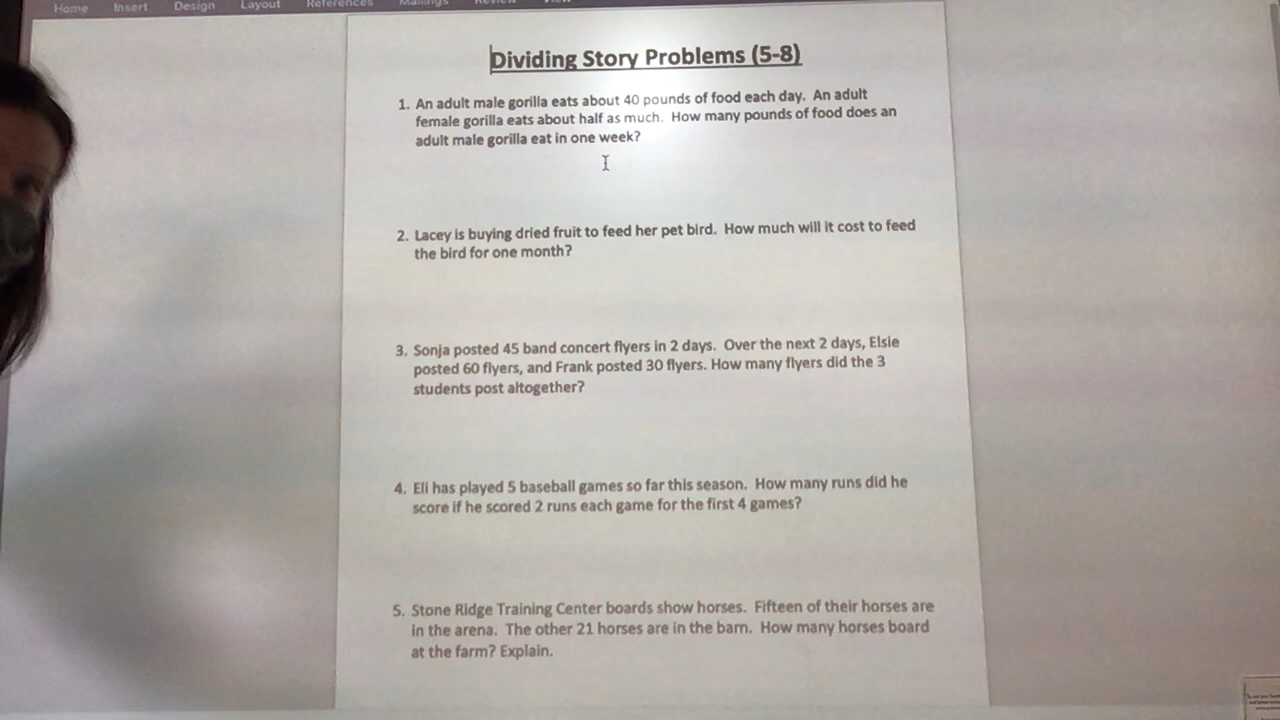 Home Insert Design Layout References Mailings
Dividing Story Problems (5-8)
1. An adult male gorilla eats about 40 pounds of food each day. An adult
female gorilla eats about half as much. How many pounds of food does an
adult male gorilla eat in one week?
2. Lacey is buying dried fruit to feed her pet bird. How much will it cost to feed
the bird for one month?
3. Sonja posted 45 band concert flyers in 2 days. Over the next 2 days, Elsie
posted 60 flyers, and Frank posted 30 flyers. How many flyers did the 3
students post altogether?
4. Eli has played 5 baseball games so far this season. How many runs did he
score if he scored 2 runs each game for the first 4 games?
5. Stone Ridge Training Center boards show horses. Fifteen of their horses are
in the arena. The other 21 horses are in the barn. How many horses board
at the farm? Explain.